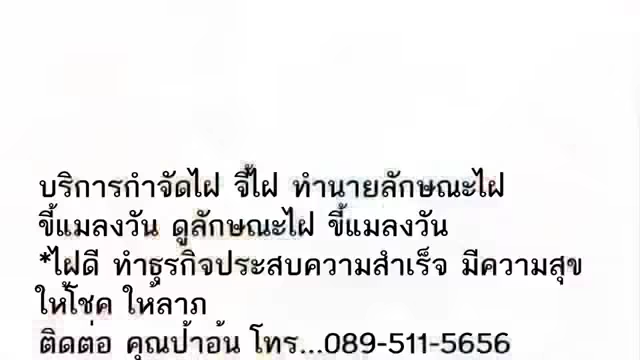 บริการกำจัดไฝ จี้ไฝ ทำนายลักษณะไฝ
ขี้แมลงวัน ดูลักษณะไฝ ขี้แมลงวัน
*ไฝดี ทำธุรกิจประสบความสำเร็จ มีความสุข
ให้โชค ให้ลาภ
ติดต่อ คุณป้าอ้น โทร...089-511-5656